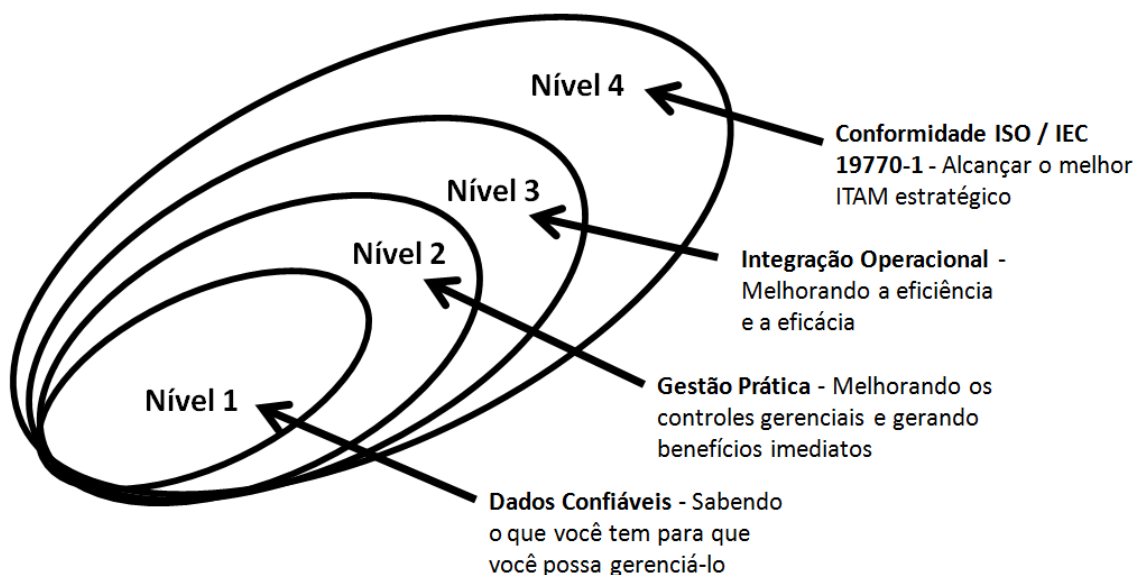 Nível 4
Conformidade ISO / IEC
19770-1 - Alcançar o melhor
ITAM estratégico
Nível 3
Integração Operacional -
Melhorando a eficiência
e a eficácia
Nível 2
Gestão Prática - Melhorando os
controles gerenciais e gerando
benefícios imediatos
Nível 1
Dados Confiáveis - Sabendo
o que você tem para que
você possa gerenciá-lo